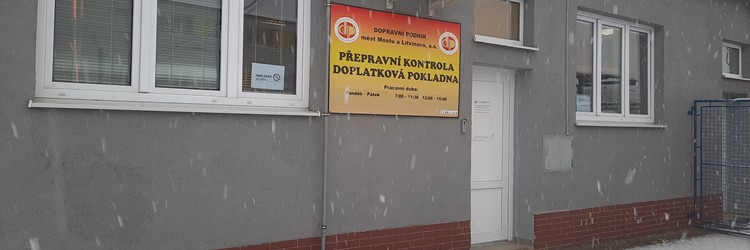 DOPRAVNÍ PODNIK
měst Mostu a Litvínova, a.s.
PŘEPRAVNÍ KONTROLA
DOPLATKOVÁ POKLADNA
Pracovní doba:
Pondělí - Pátek 7:00 - 11:30 12:00 - 15:00